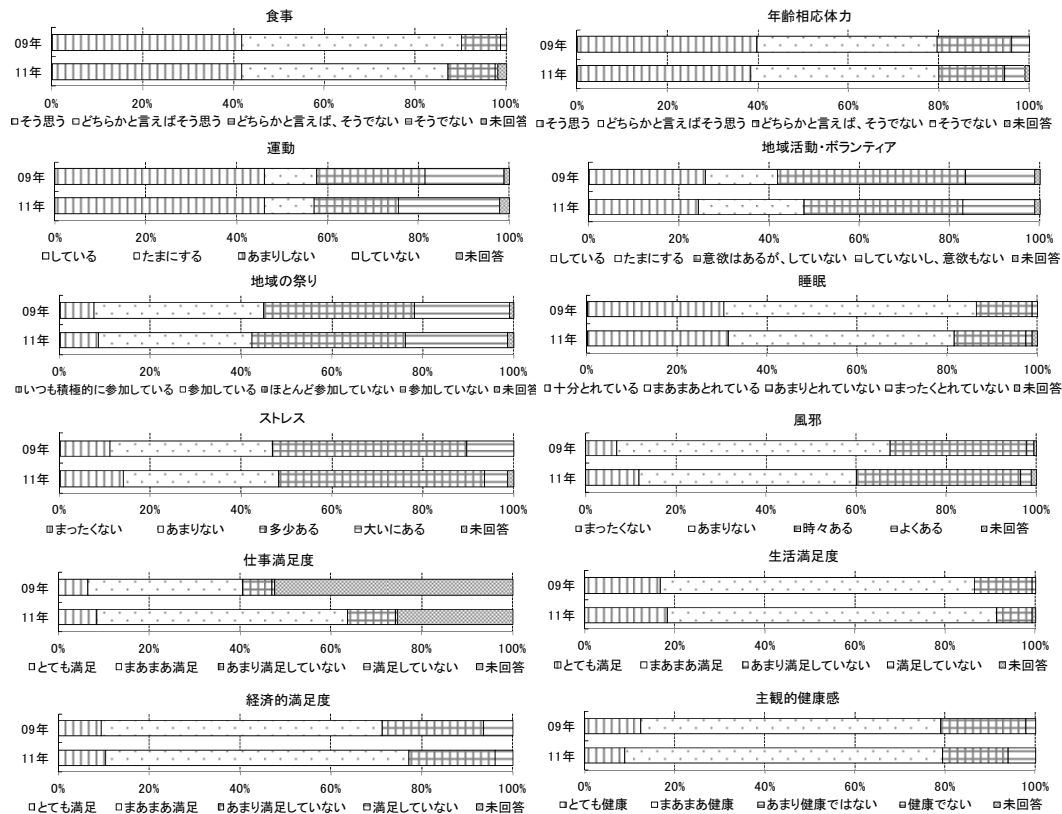 食事
09年
11年
0% 20% 40% 60% 80% 100%
□そう思う □どちらかと言えばそう思う □どちらかと言えば、そうでない □そうでない □未回答
年齢相応体力
09年
11年
0% 20% 40% 60% 80% 100%
□そう思う □どちらかと言えばそう思う □どちらかと言えば、そうでない □そうでない □未回答
運動
09年
11年
0% 20% 40% 60% 80% 100%
□している □たまにする □あまりしない □していない □未回答
地域活動・ボランティア
09年
11年
0% 20% 40% 60% 80% 100%
□している □たまにする □意欲はあるが、していない □していないし、意欲もない □未回答
地域の祭り
09年
11年
0% 20% 40% 60% 80% 100%
□いつも積極的に参加している □参加している □ほとんど参加していない □参加していない □未回答
睡眠
09年
11年
0% 20% 40% 60% 80% 100%
□十分とれている □まあまあとれている □あまりとれていない □まったくとれていない □未回答
ストレス
09年
11年
0% 20% 40% 60% 80% 100%
□まったくない □あまりない □多少ある □大いにある □未回答
風邪
09年
11年
0% 20% 40% 60% 80% 100%
□まったくない □あまりない □時々ある □よくある □未回答
仕事満足度
09年
11年
0% 20% 40% 60% 80% 100%
□とても満足 □まあまあ満足 □あまり満足していない □満足していない □未回答
生活満足度
09年
11年
0% 20% 40% 60% 80% 100%
□とても満足 □まあまあ満足 □あまり満足していない □満足していない □未回答
経済的満足度
09年
11年
0% 20% 40% 60% 80% 100%
□とても満足 □まあまあ満足 □あまり満足していない □満足していない □未回答
主観的健康感
09年
11年
0% 20% 40% 60% 80% 100%
□とても健康 □まあまあ健康 □あまり健康ではない □健康でない □未回答